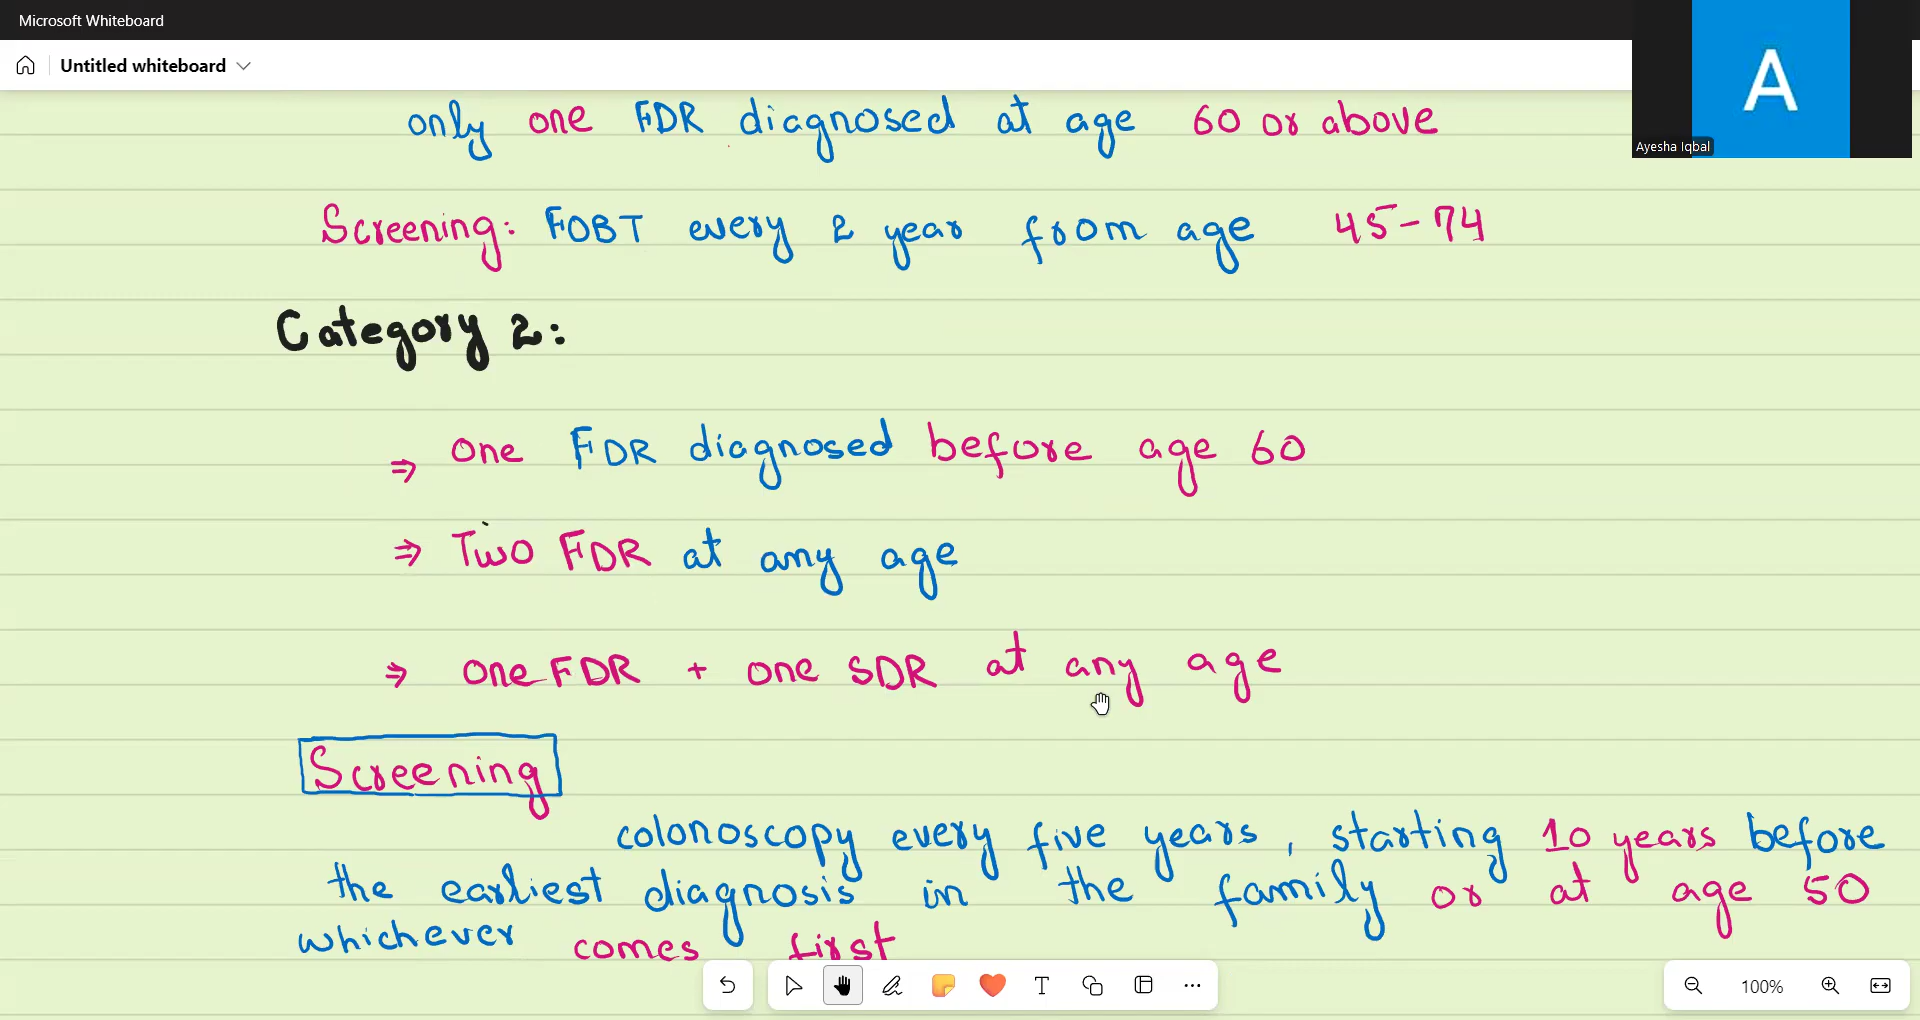 Microsoft Whiteboard
Untitled whiteboard
A
Ayesha Iqbal
only one FDR diagnosed at age 60 or above
Screening: FOBT every 2 year from age 45-74
Category 2:
⇒ One FDR diagnosed before age 60
⇒ Two FDR at any age
⇒ One FDR + one SDR at any age
Screening
colonoscopy every five years, starting 10 years before
the earliest diagnosis in the family or at age 50
whichever comes first
100%